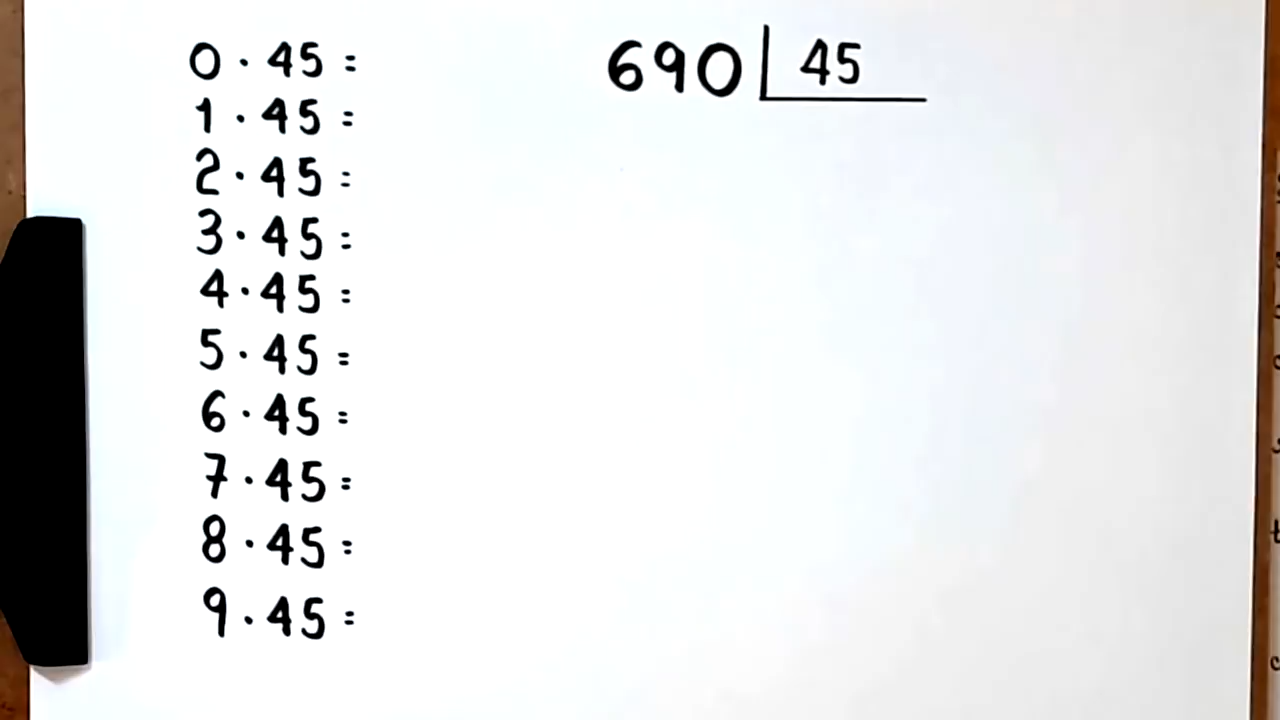 0 · 45 =
1 · 45 =
2 · 45 =
3 · 45 =
4 · 45 =
5 · 45 =
6 · 45 =
7 · 45 =
8 · 45 =
9 · 45 =
690 | 45